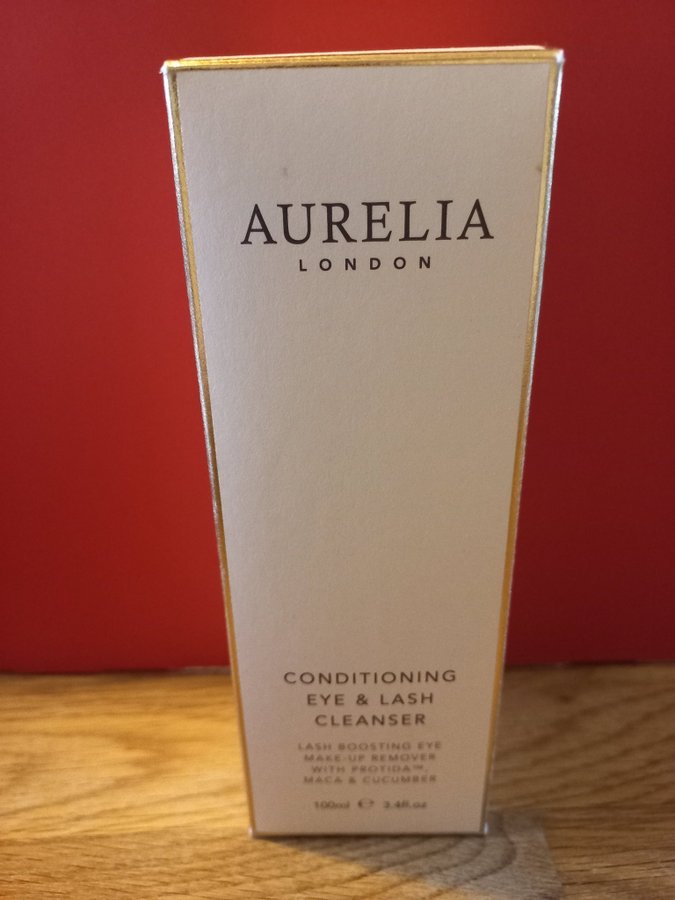 AURELIA
LONDON
CONDITIONING
EYE & LASH
CLEANSER
LASH BOOSTING EYE
MAKE-UP REMOVER
WITH PROTIDA™,
MACA & CUCUMBER
100ml ℮ 3.4fl.oz